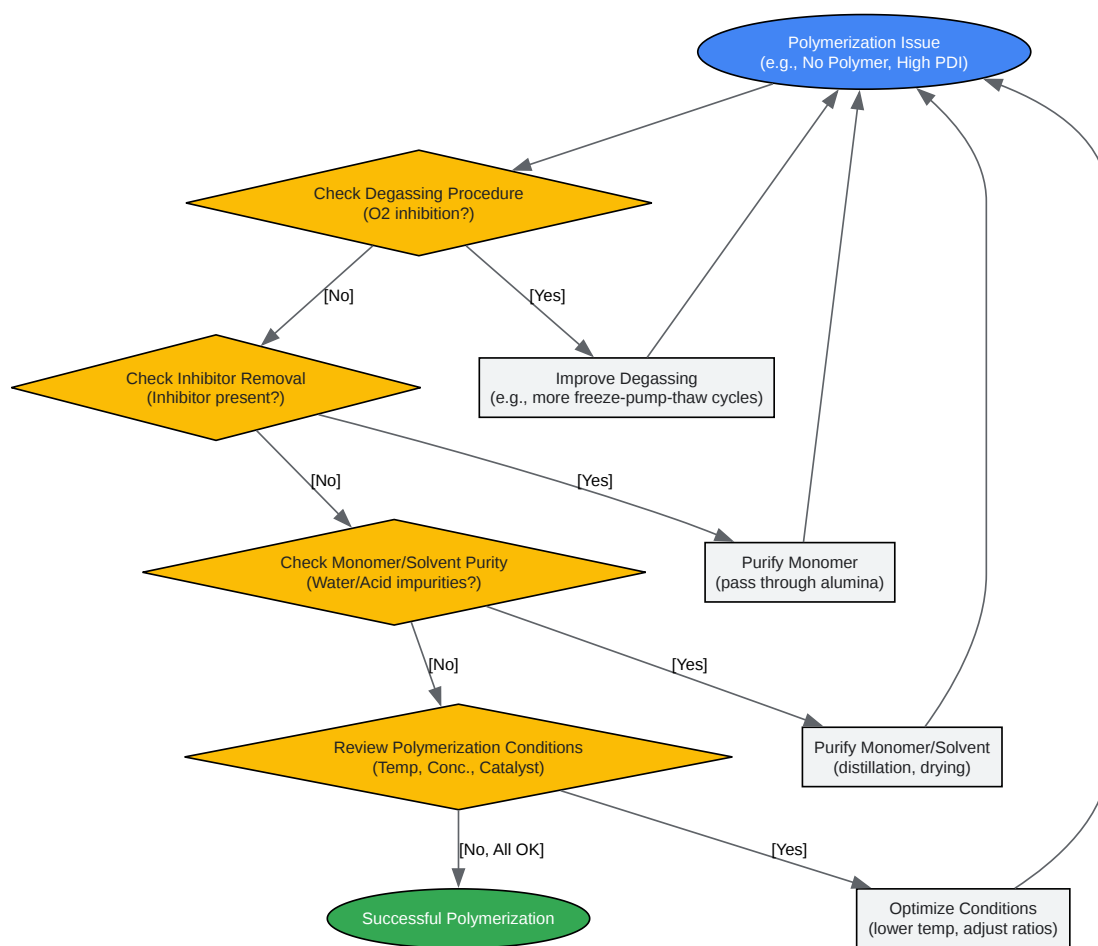 Polymerization Issue
(e.g., No Polymer, High PDI)
Check Degassing Procedure
(O2 inhibition?)
[No]
[Yes]
Check Inhibitor Removal
(Inhibitor present?)
Improve Degassing
(e.g., more freeze-pump-thaw cycles)
[No]
[Yes]
Check Monomer/Solvent Purity
(Water/Acid impurities?)
Purify Monomer
(pass through alumina)
[No]
[Yes]
Review Polymerization Conditions
(Temp, Conc., Catalyst)
Purify Monomer/Solvent
(distillation, drying)
[No, All OK]
[Yes]
Successful Polymerization
Optimize Conditions
(lower temp, adjust ratios)